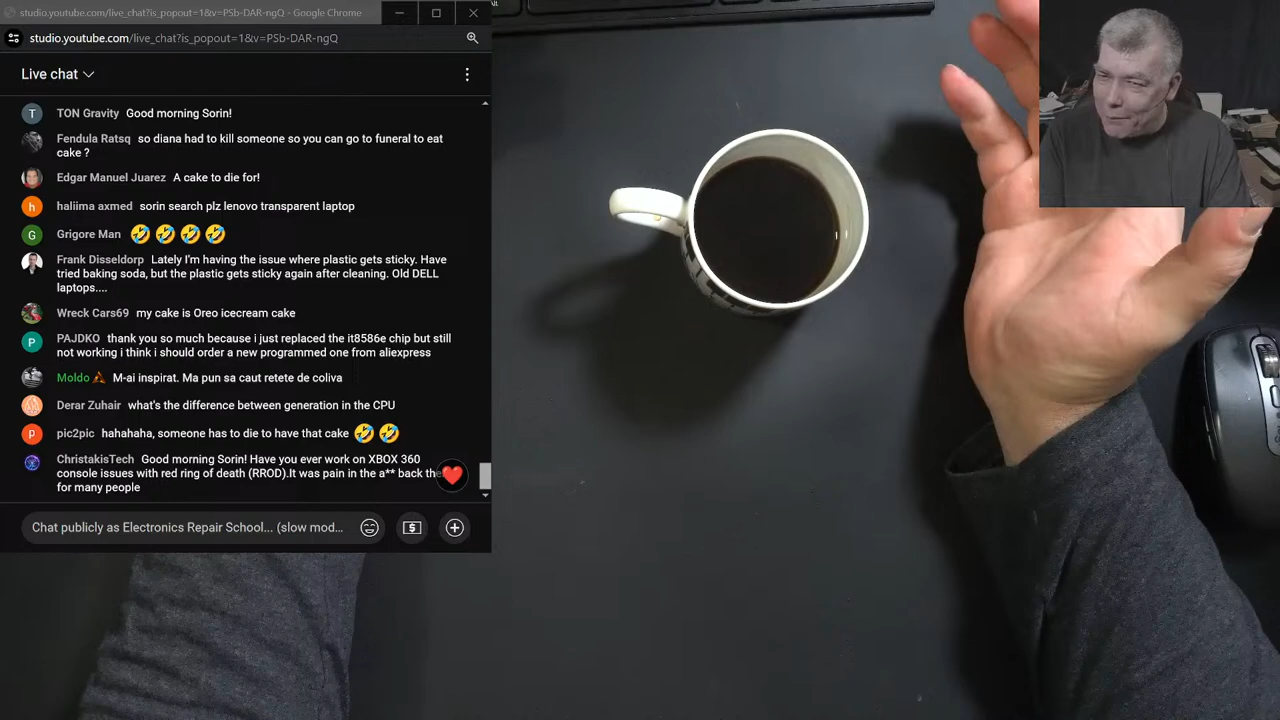 Alt
studio.youtube.com/live_chat?is_popout=1&v=PSb-DAR-ngQ - Google Chrome
studio.youtube.com/live_chat?is_popout=1&v=PSb-DAR-ngQ
Live chat
T TON Gravity Good morning Sorin!
Fendula Ratsq so diana had to kill someone so you can go to funeral to eat
cake ?
Edgar Manuel Juarez A cake to die for!
h haliima axmed sorin search plz lenovo transparent laptop
G Grigore Man 🤣🤣🤣🤣
Frank Disseldorp Lately I'm having the issue where plastic gets sticky. Have
tried baking soda, but the plastic gets sticky again after cleaning. Old DELL
laptops....
Wreck Cars69 my cake is Oreo icecream cake
P PAJDKO thank you so much because i just replaced the it8586e chip but still
not working i think i should order a new programmed one from aliexpress
Moldo M-ai inspirat. Ma pun sa caut retete de coliva
Derar Zuhair what's the difference between generation in the CPU
P pic2pic hahahaha, someone has to die to have that cake 🤣🤣
ChristakisTech Good morning Sorin! Have you ever work on XBOX 360
console issues with red ring of death (RROD).It was pain in the a** back
for many people
Chat publicly as Electronics Repair School... (slow mod...